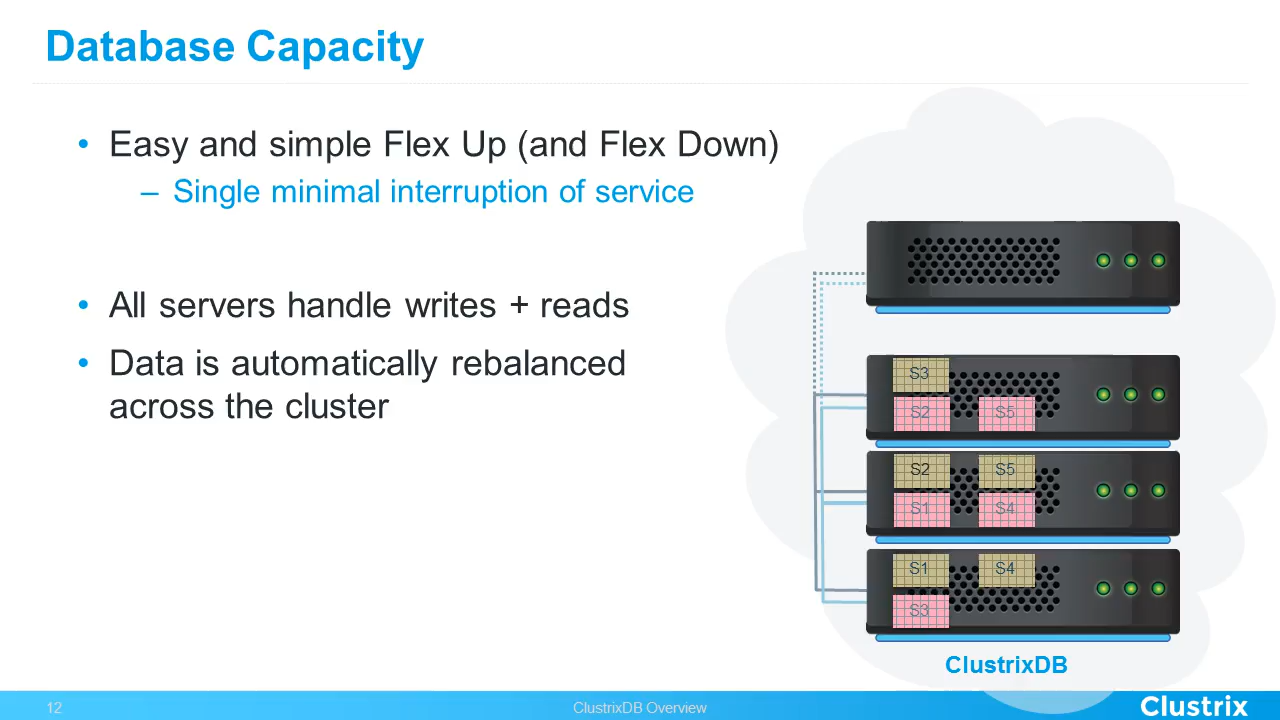 Database Capacity
• Easy and simple Flex Up (and Flex Down)
– Single minimal interruption of service
• All servers handle writes + reads
• Data is automatically rebalanced
across the cluster
S3
S2 S5
S2 S5
S1 S4
S1 S4
S3
ClustrixDB
12 ClustrixDB Overview Clustrix